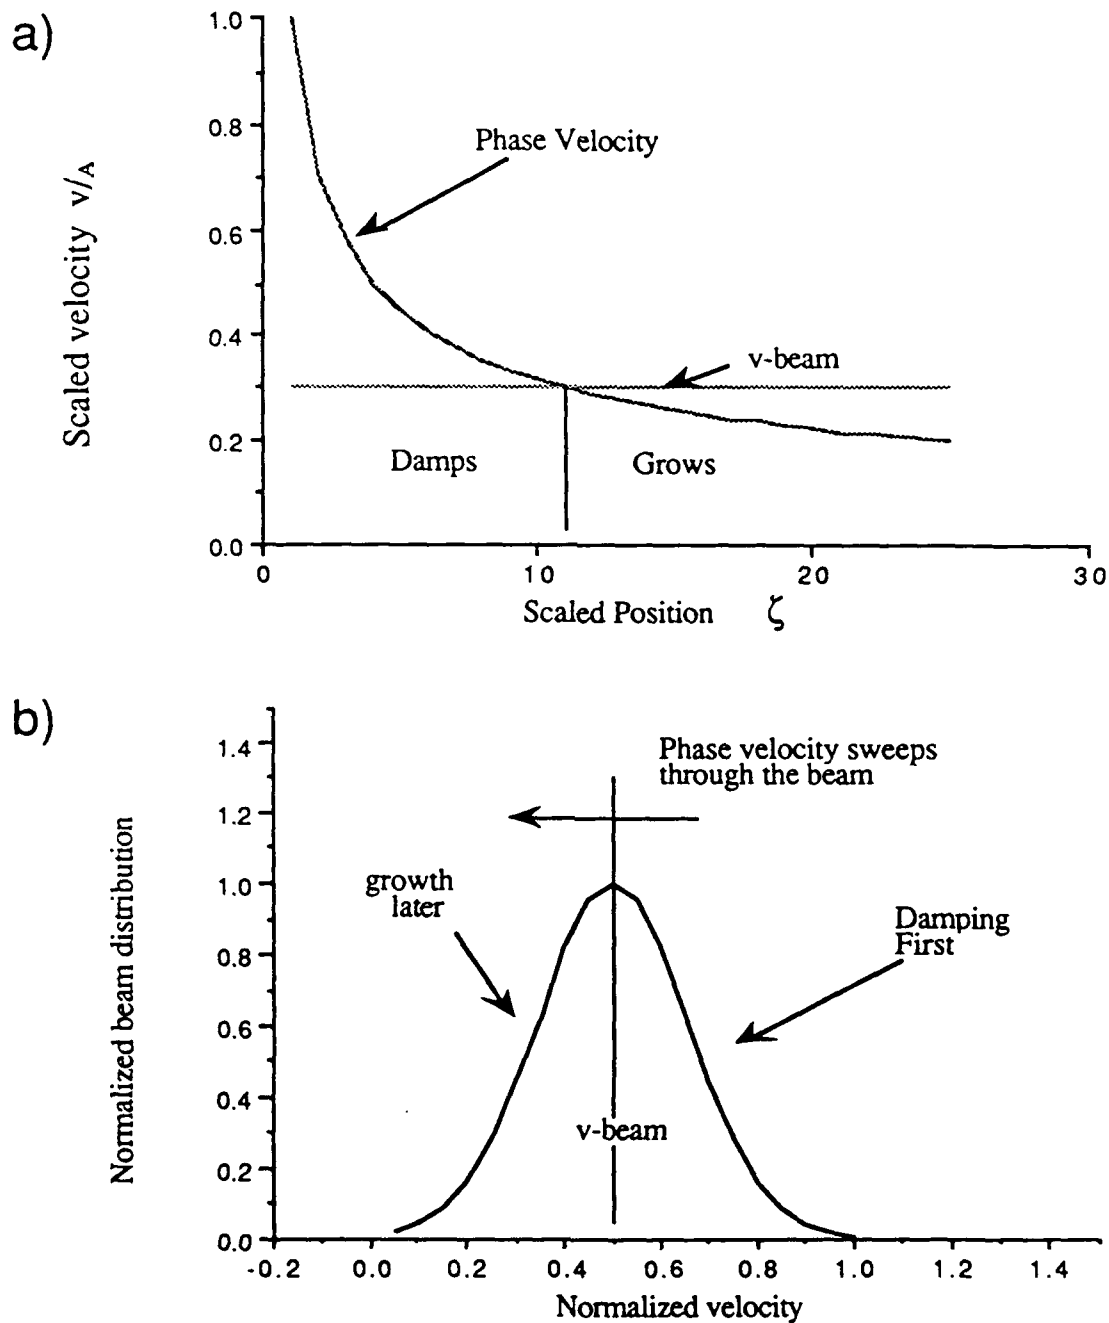 a)
1.0
0.8
0.6
0.4
0.2
0.0
Scaled velocity v/A
Phase Velocity
v-beam
Damps
Grows
0
10
20
30
Scaled Position ζ
b)
1.4
1.2
1.0
0.8
0.6
0.4
0.2
0.0
Normalized beam distribution
Phase velocity sweeps
through the beam
growth
later
Damping
First
v-beam
-0.2
0.0
0.2
0.4
0.6
0.8
1.0
1.2
1.4
Normalized velocity